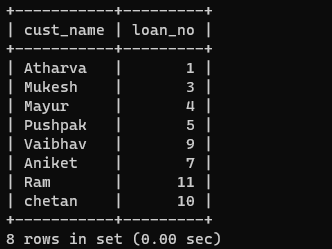 +-----------+---------+
| cust_name | loan_no |
+-----------+---------+
| Atharva   |       1 |
| Mukesh    |       3 |
| Mayur     |       4 |
| Pushpak   |       5 |
| Vaibhav   |       9 |
| Aniket    |       7 |
| Ram       |      11 |
| chetan    |      10 |
+-----------+---------+
8 rows in set (0.00 sec)